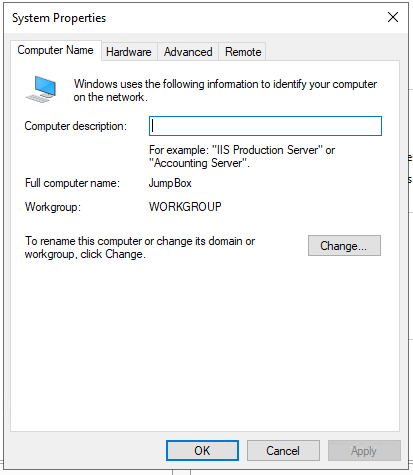 System Properties
Computer Name Hardware Advanced Remote
Windows uses the following information to identify your computer
on the network.
Computer description:
For example: "IIS Production Server" or
"Accounting Server".
Full computer name: JumpBox
Workgroup: WORKGROUP
To rename this computer or change its domain or
workgroup, click Change.
Change...
OK Cancel Apply